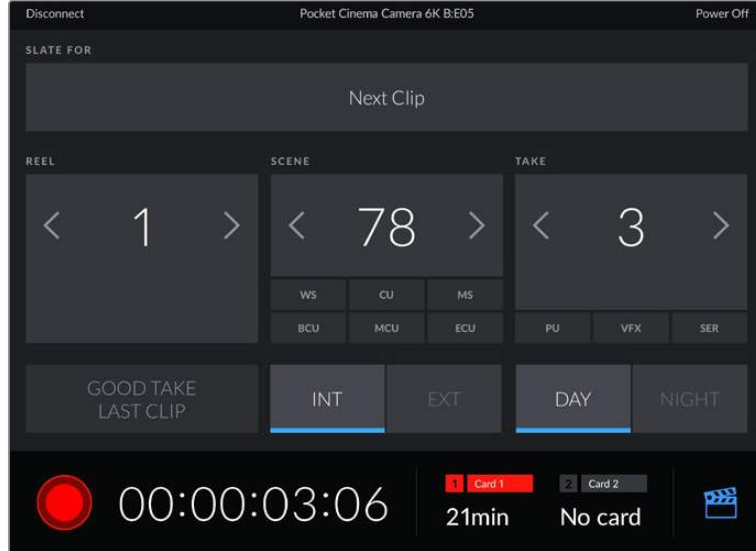 Disconnect Pocket Cinema Camera 6K B:E05 Power Off
SLATE FOR
Next Clip
REEL SCENE TAKE
1 78 3
WS CU MS
BCU MCU ECU PU VFX SER
GOOD TAKE
LAST CLIP
INT EXT DAY NIGHT
00:00:03:06
1 Card 1 2 Card 2
21min No card